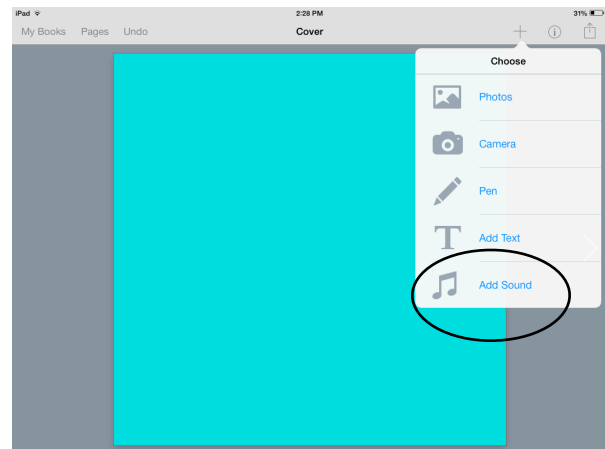 iPad 2:28 PM 31%
My Books Pages Undo Cover
Choose
Photos
Camera
Pen
Add Text
Add Sound